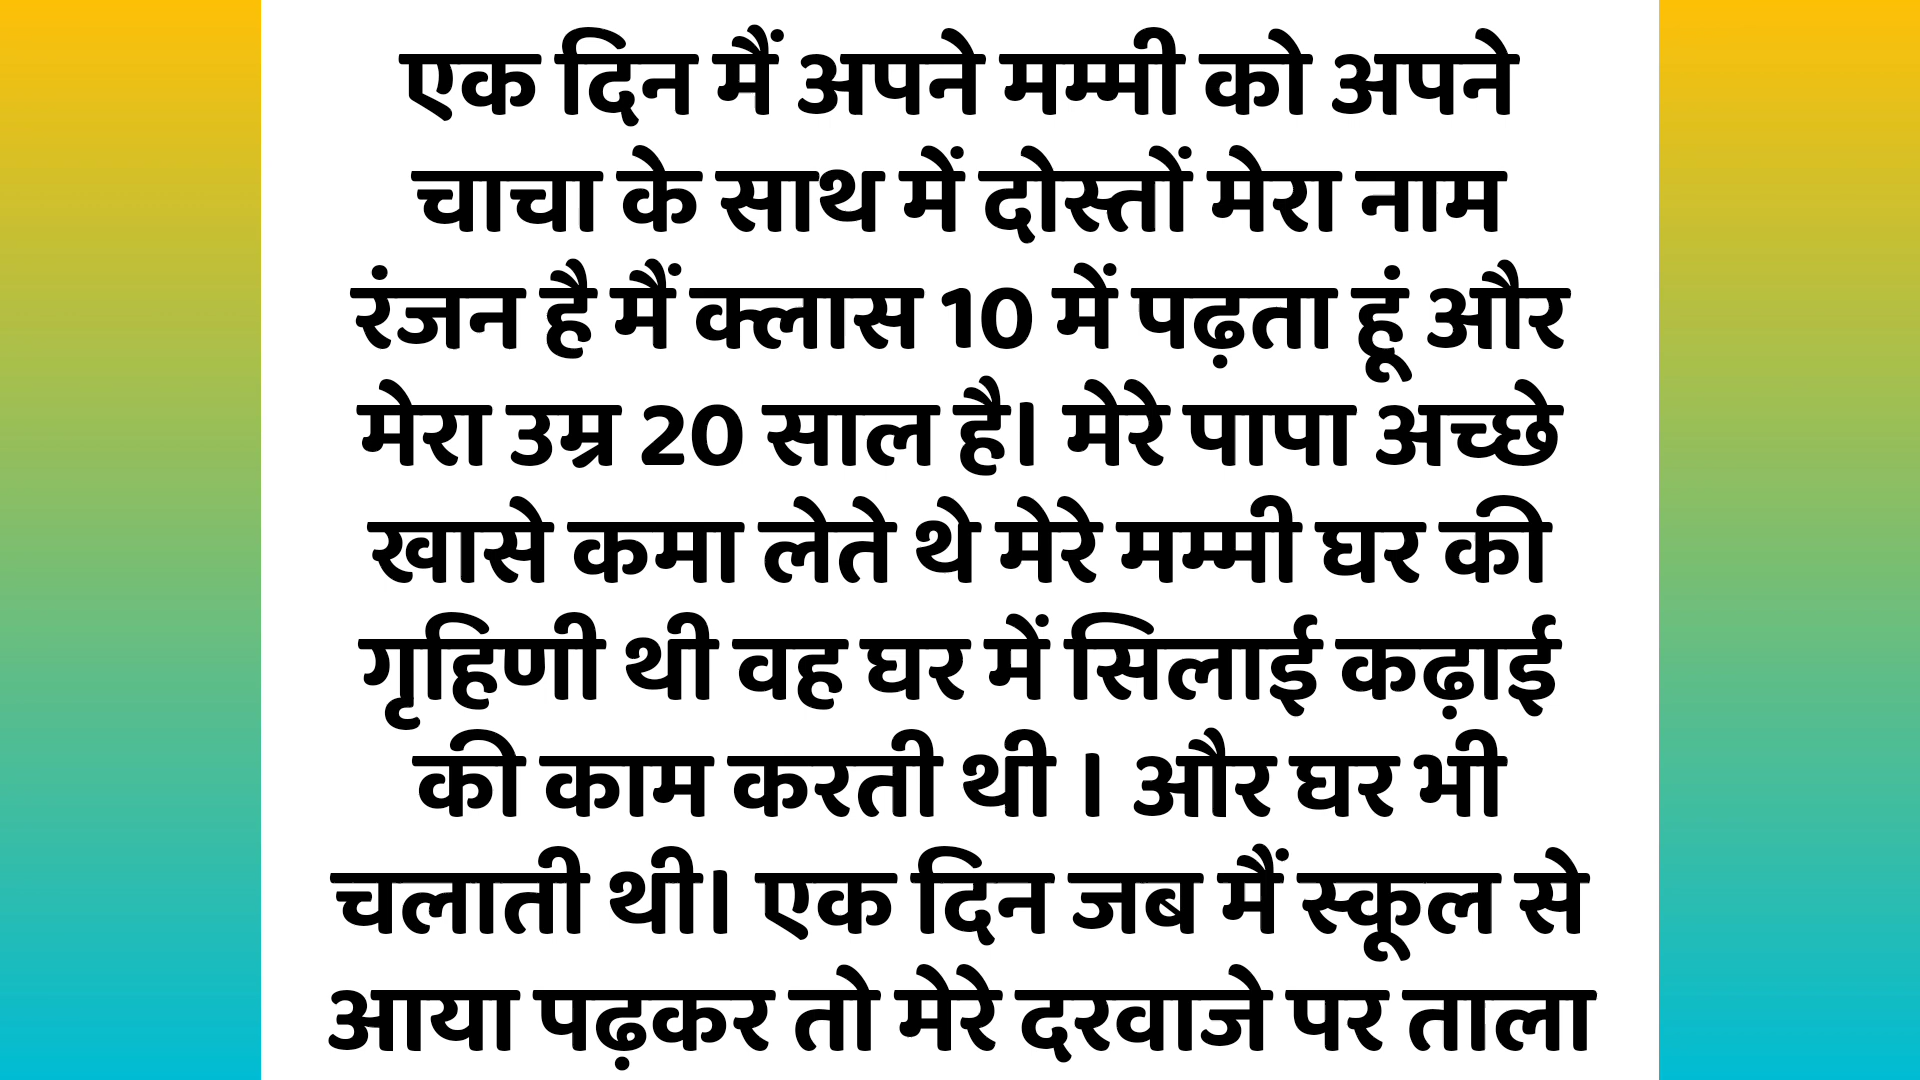 एक दिन मैं अपने मम्मी को अपने
चाचा के साथ में दोस्तों मेरा नाम
रंजन है मैं क्लास 10 में पढ़ता हूं और
मेरा उम्र 20 साल है। मेरे पापा अच्छे
खासे कमा लेते थे मेरे मम्मी घर की
गृहिणी थी वह घर में सिलाई कढ़ाई
की काम करती थी । और घर भी
चलाती थी। एक दिन जब मैं स्कूल से
आया पढ़कर तो मेरे दरवाजे पर ताला